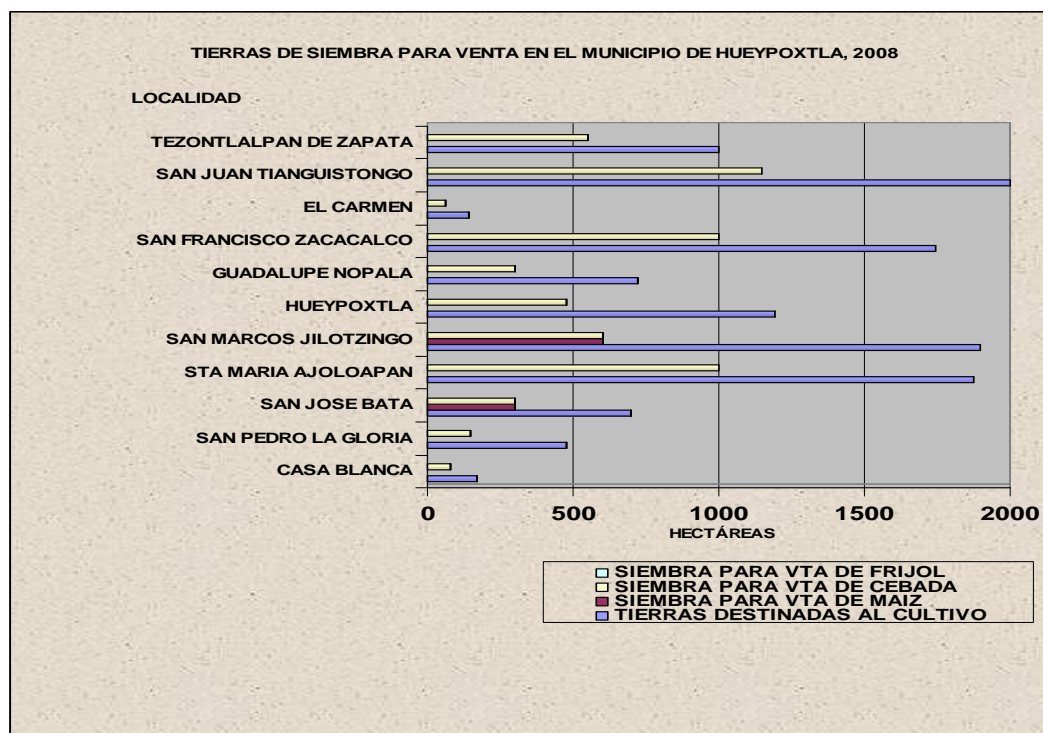 TIERRAS DE SIEMBRA PARA VENTA EN EL MUNICIPIO DE HUEYPOXTLA, 2008
LOCALIDAD
TEZONTLALPAN DE ZAPATA
SAN JUAN TIANGUISTONGO
EL CARMEN
SAN FRANCISCO ZACACALCO
GUADALUPE NOPALA
HUEYPOXTLA
SAN MARCOS JILOTZINGO
STA MARIA AJOLOAPAN
SAN JOSE BATA
SAN PEDRO LA GLORIA
CASA BLANCA
0 500 1000 1500 2000
HECTÁREAS
SIEMBRA PARA VTA DE FRIJOL
SIEMBRA PARA VTA DE CEBADA
SIEMBRA PARA VTA DE MAIZ
TIERRAS DESTINADAS AL CULTIVO